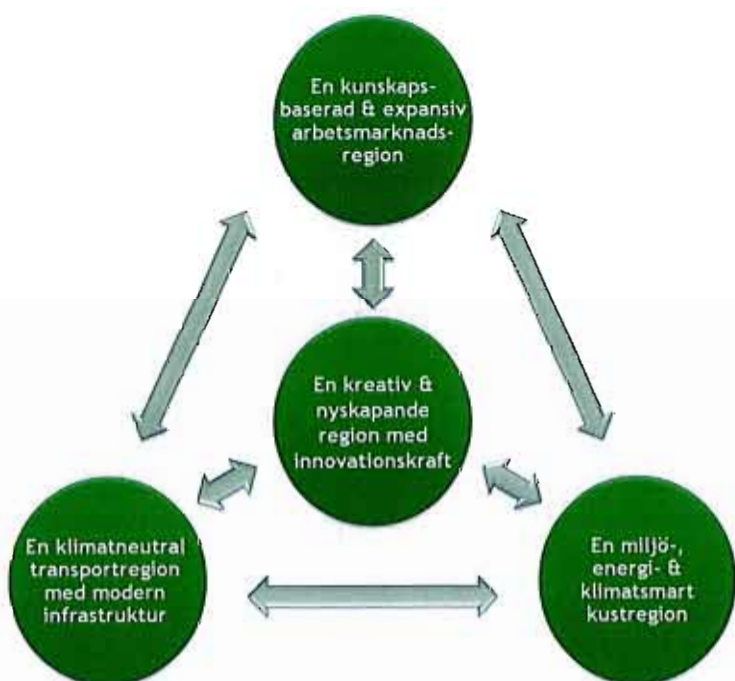 En kunskaps-
baserad & expansiv
arbetsmarknads-
region
En kreativ &
nyskapande
region med
innovationskraft
En klimatneutral
transportregion
med modern
infrastruktur
En miljö-,
energi- &
klimatsmart
kustregion